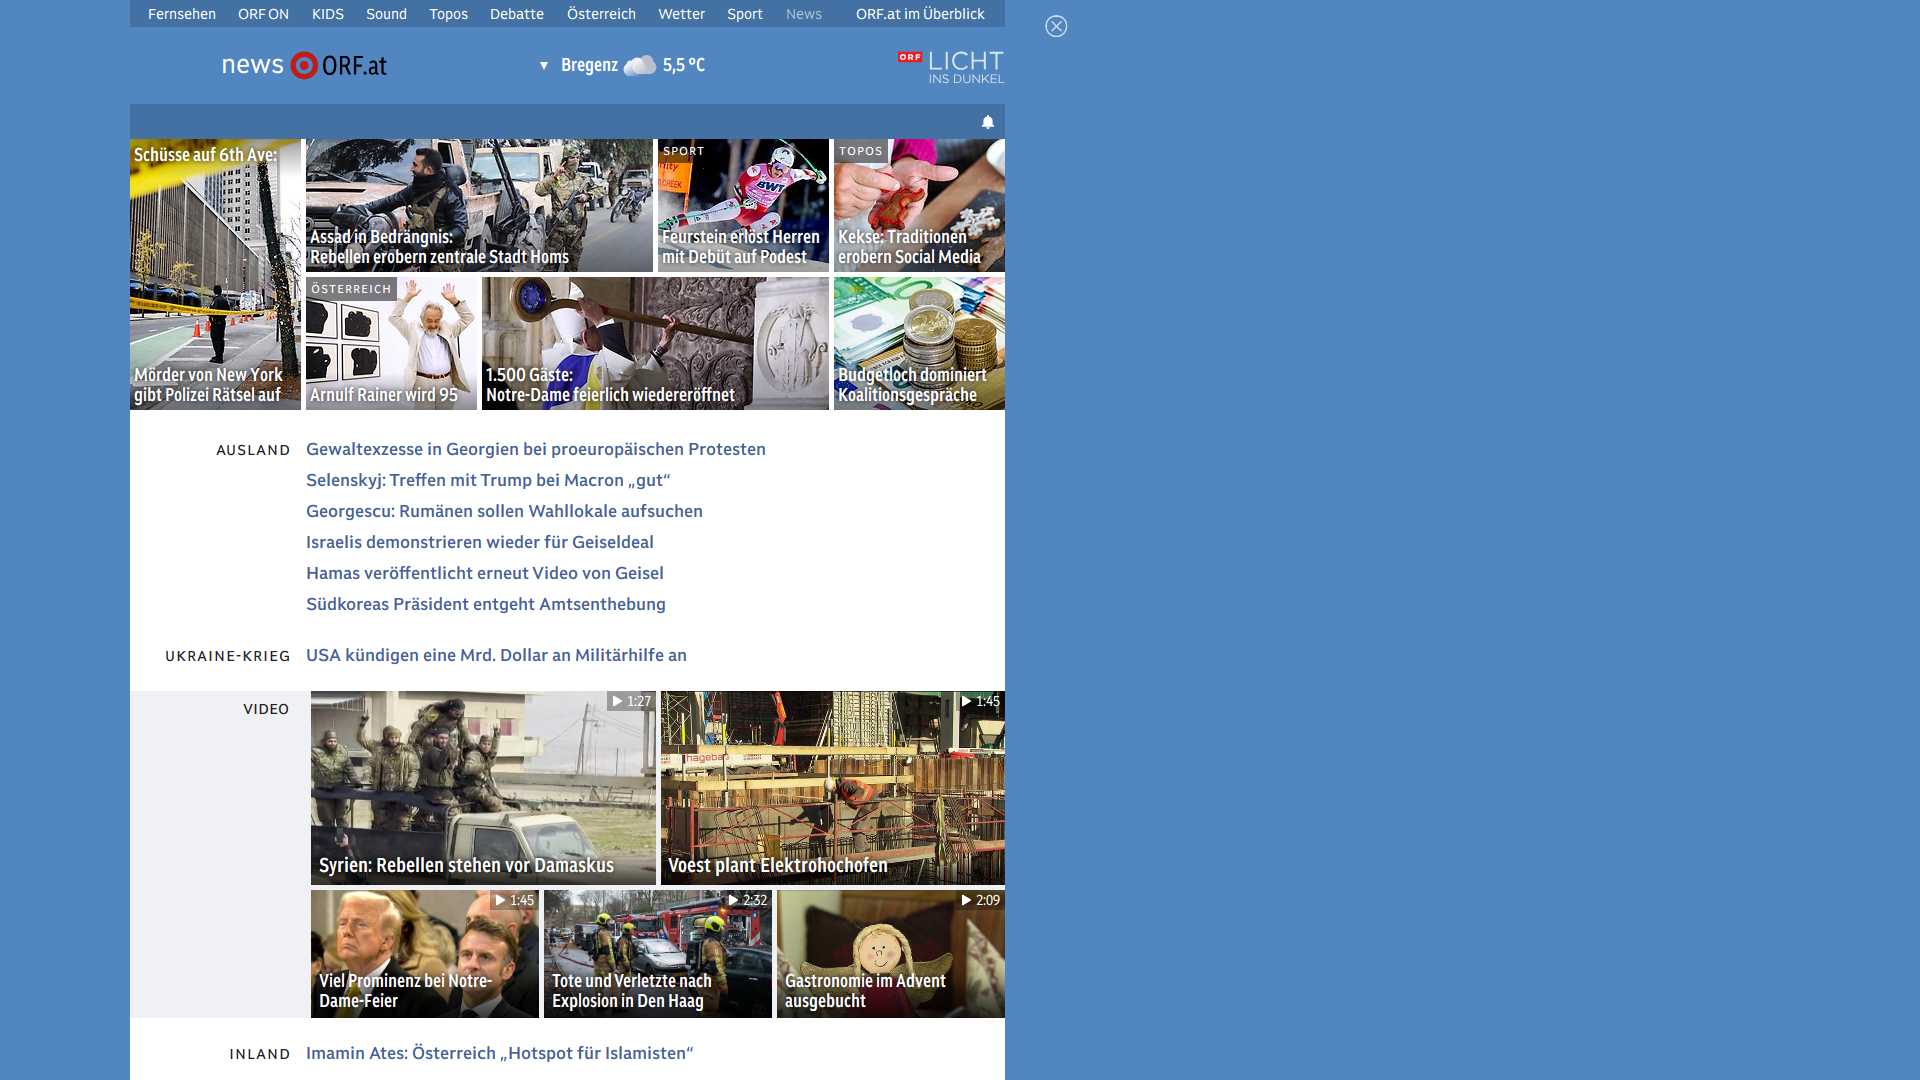 Fernsehen ORF ON KIDS Sound Topos Debatte Österreich Wetter Sport News ORF.at im Überblick
news ORF.at
Bregenz 5,5 °C
ORF LICHT
INS DUNKEL
Schüsse auf 6th Ave:
Mörder von New York
gibt Polizei Rätsel auf
Assad in Bedrängnis:
Rebellen erobern zentrale Stadt Homs
SPORT
Feurstein erlöst Herren
mit Debüt auf Podest
TOPOS
Kekse: Traditionen
erobern Social Media
ÖSTERREICH
Arnulf Rainer wird 95
1.500 Gäste:
Notre-Dame feierlich wiedereröffnet
Budgetloch dominiert
Koalitionsgespräche
AUSLAND
Gewaltexzesse in Georgien bei proeuropäischen Protesten
Selenskyj: Treffen mit Trump bei Macron „gut“
Georgescu: Rumänen sollen Wahllokale aufsuchen
Israelis demonstrieren wieder für Geiseldeal
Hamas veröffentlicht erneut Video von Geisel
Südkoreas Präsident entgeht Amtsenthebung
UKRAINE-KRIEG
USA kündigen eine Mrd. Dollar an Militärhilfe an
VIDEO
1:27
Syrien: Rebellen stehen vor Damaskus
1:45
hagebau
Voest plant Elektrohochofen
1:45
Viel Prominenz bei Notre-
Dame-Feier
2:32
Tote und Verletzte nach
Explosion in Den Haag
2:09
Gastronomie im Advent
ausgebucht
INLAND
Imamin Ates: Österreich „Hotspot für Islamisten“
BWT